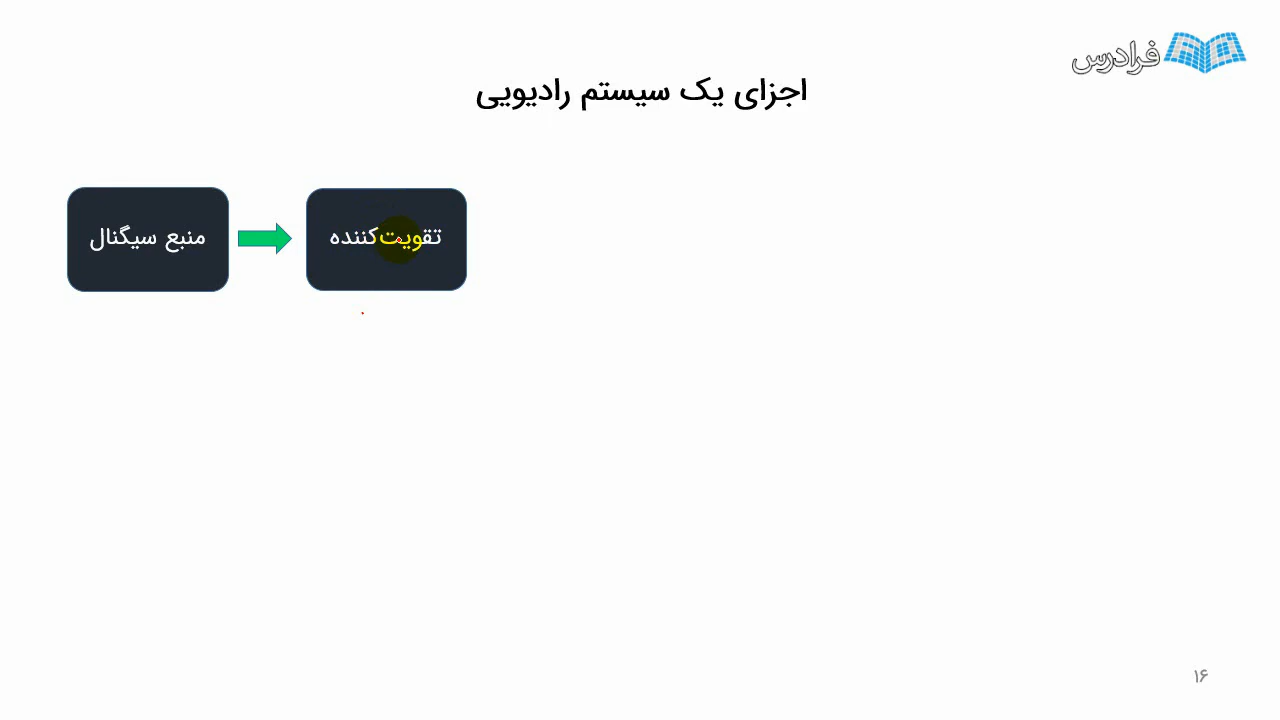 فرادرس
اجزای یک سیستم رادیویی
منبع سیگنال
تقویت‌کننده
۱۶